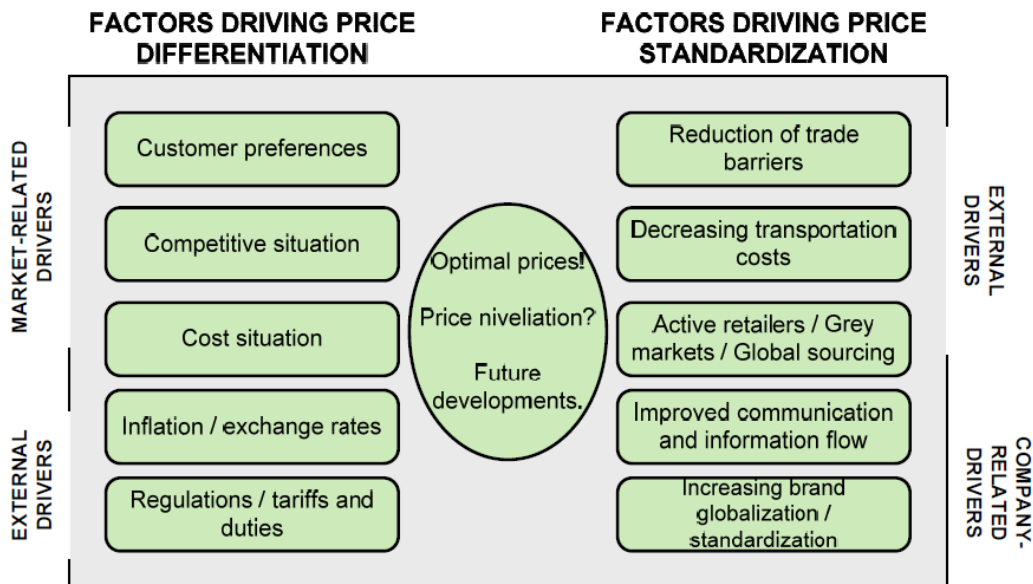 FACTORS DRIVING PRICE
DIFFERENTIATION
FACTORS DRIVING PRICE
STANDARDIZATION
MARKET-RELATED
DRIVERS
EXTERNAL
DRIVERS
Customer preferences
Competitive situation
Cost situation
Inflation / exchange rates
Regulations / tariffs and
duties
Optimal prices!
Price niveliation?
Future
developments.
Reduction of trade
barriers
Decreasing transportation
costs
Active retailers / Grey
markets / Global sourcing
Improved communication
and information flow
Increasing brand
globalization /
standardization
EXTERNAL
DRIVERS
COMPANY-
RELATED
DRIVERS